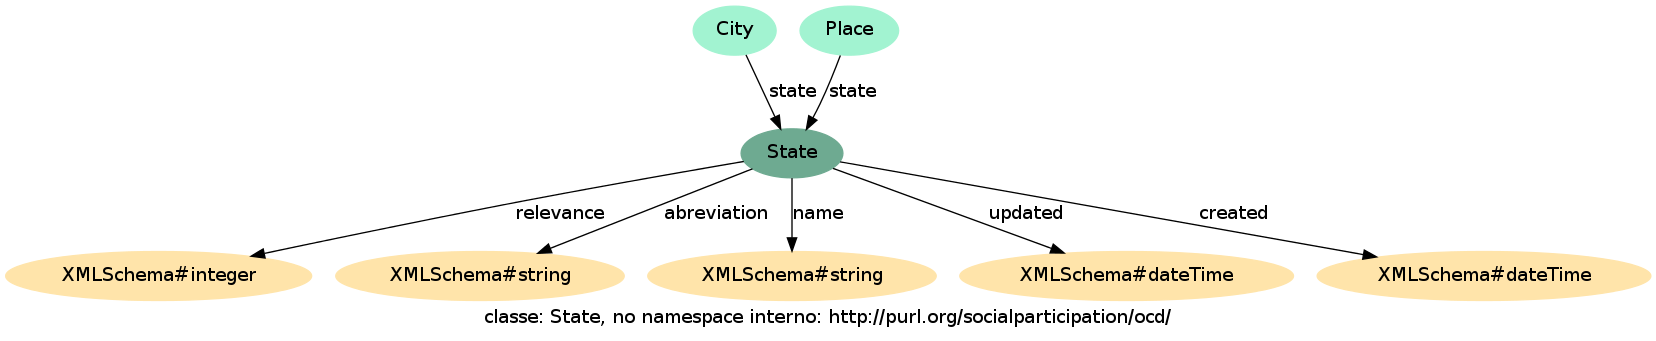 City Place
state state
State
relevance abreviation name updated created
XMLSchema#integer XMLSchema#string XMLSchema#string XMLSchema#dateTime XMLSchema#dateTime
classe: State, no namespace interno: http://purl.org/socialparticipation/ocd/